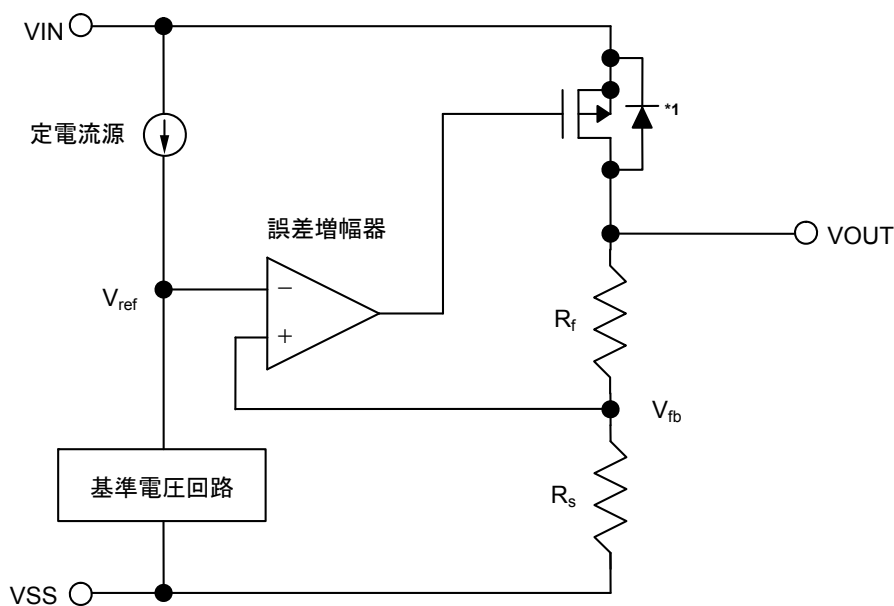 VIN
*1
定電流源
誤差増幅器
VOUT
Vref
−
+
Rf
Vfb
基準電圧回路
Rs
VSS